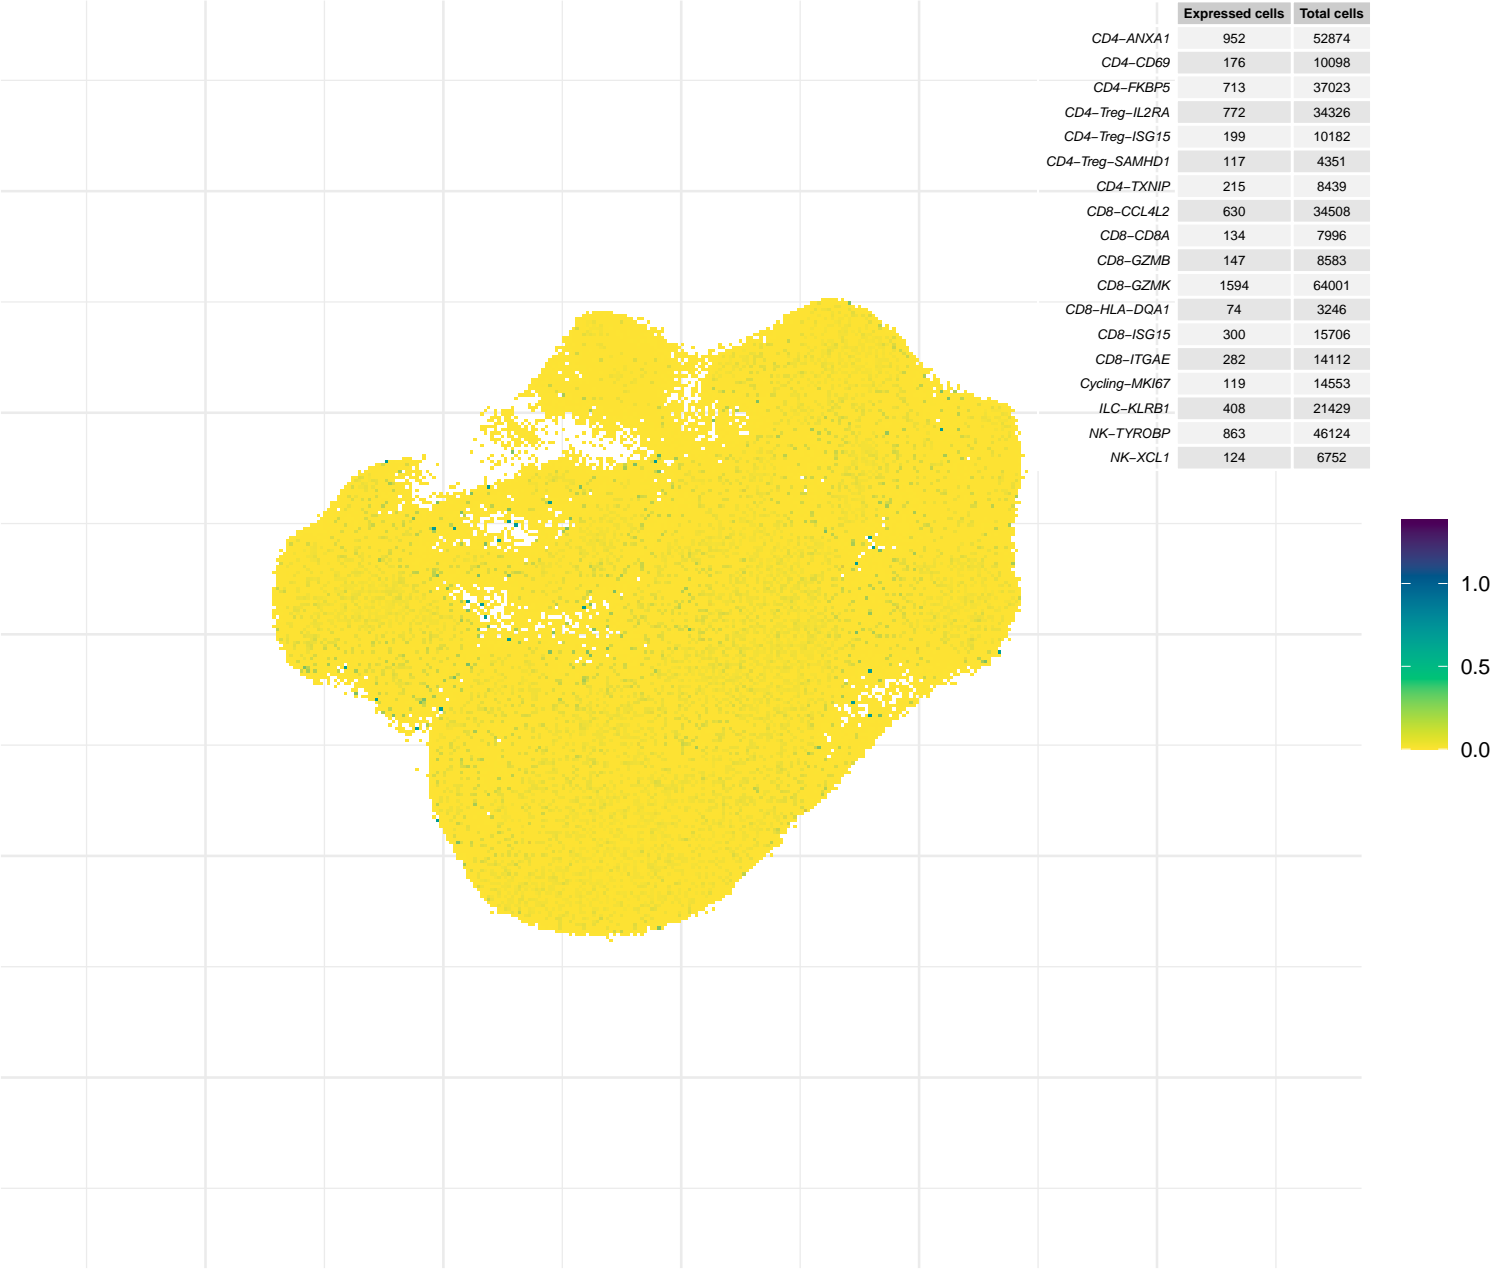 Expressed cells Total cells
CD4−ANXA1 952 52874
CD4−CD69 176 10098
CD4−FKBP5 713 37023
CD4−Treg−IL2RA 772 34326
CD4−Treg−ISG15 199 10182
CD4−Treg−SAMHD1 117 4351
CD4−TXNIP 215 8439
CD8−CCL4L2 630 34508
CD8−CD8A 134 7996
CD8−GZMB 147 8583
CD8−GZMK 1594 64001
CD8−HLA−DQA1 74 3246
CD8−ISG15 300 15706
CD8−ITGAE 282 14112
Cycling−MKI67 119 14553
ILC−KLRB1 408 21429
NK−TYROBP 863 46124
NK−XCL1 124 6752
1.0
0.5
0.0